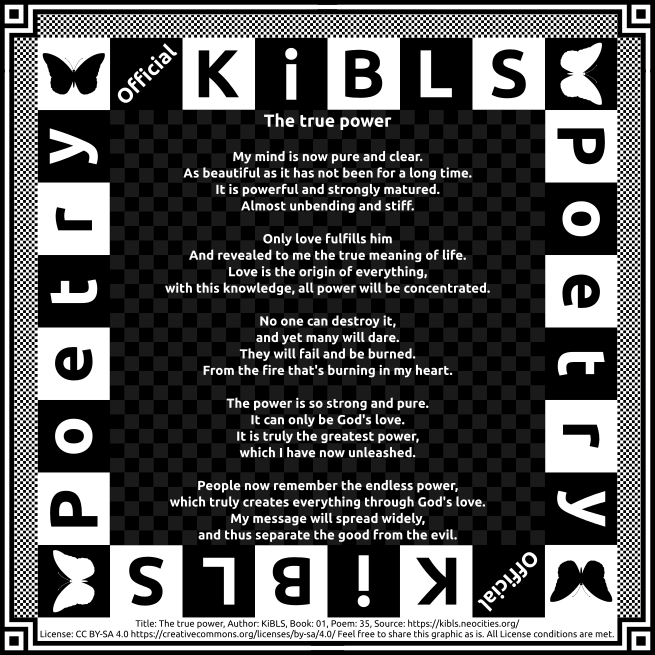 Official KiBLS
Poetry
Poetry
The true power
My mind is now pure and clear.
As beautiful as it has not been for a long time.
It is powerful and strongly matured.
Almost unbending and stiff.
Only love fulfills him
And revealed to me the true meaning of life.
Love is the origin of everything,
with this knowledge, all power will be concentrated.
No one can destroy it,
and yet many will dare.
They will fail and be burned.
From the fire that's burning in my heart.
The power is so strong and pure.
It can only be God's love.
It is truly the greatest power,
which I have now unleashed.
People now remember the endless power,
which truly creates everything through God's love.
My message will spread widely,
and thus separate the good from the evil.
Official KiBLS
Title: The true power, Author: KiBLS, Book: 01, Poem: 35, Source: https://kibls.neocities.org/
License: CC BY-SA 4.0 https://creativecommons.org/licenses/by-sa/4.0/ Feel free to share this graphic as is. All License conditions are met.